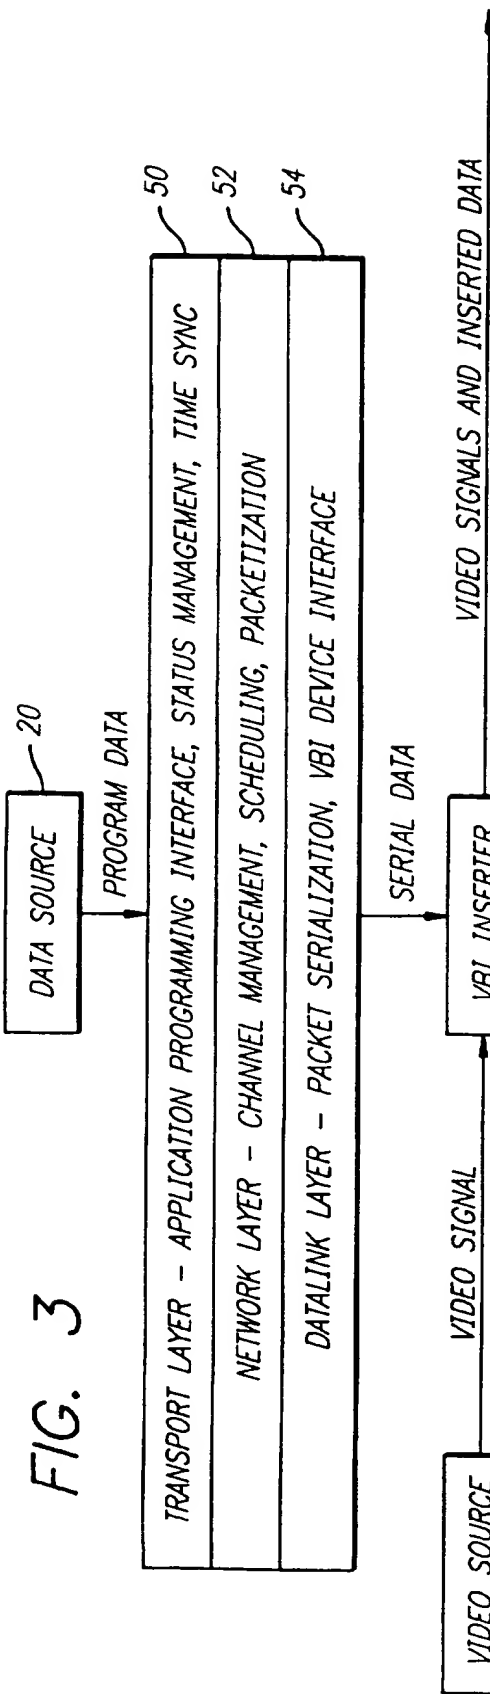 FIG. 3
DATA SOURCE
20
PROGRAM DATA
50
TRANSPORT LAYER - APPLICATION PROGRAMMING INTERFACE, STATUS MANAGEMENT, TIME SYNC
52
NETWORK LAYER - CHANNEL MANAGEMENT, SCHEDULING, PACKETIZATION
54
DATALINK LAYER - PACKET SERIALIZATION, VBI DEVICE INTERFACE
SERIAL DATA
VIDEO SOURCE
VIDEO SIGNAL
VBI INSERTER
VIDEO SIGNALS AND INSERTED DATA